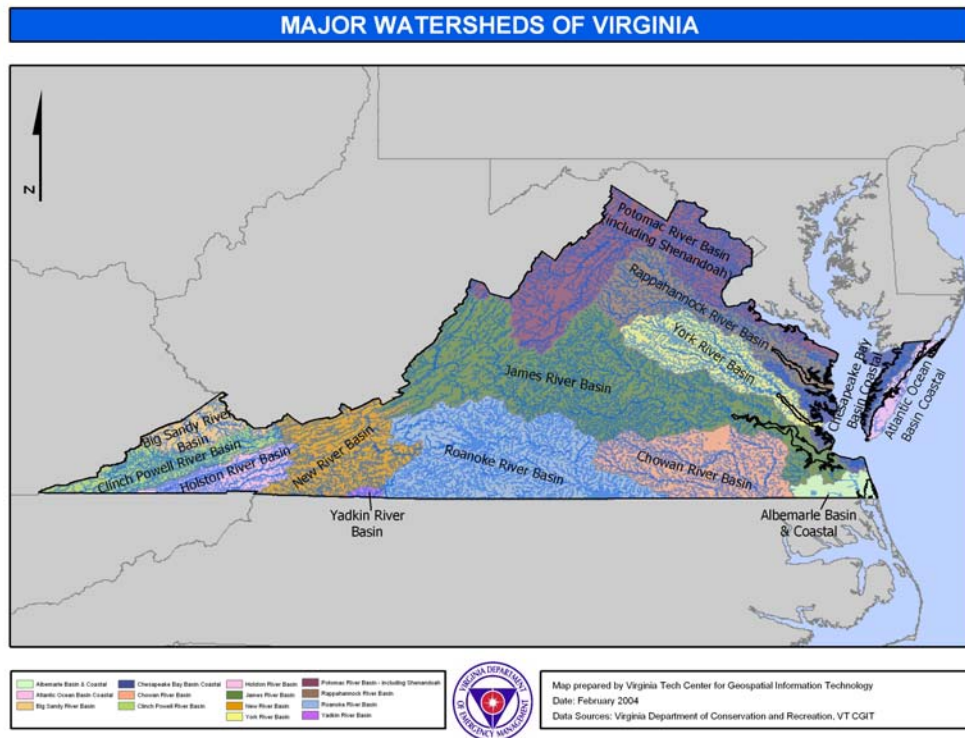 MAJOR WATERSHEDS OF VIRGINIA
N
Potomac River Basin
(including Shenandoah)
Rappahannock River Basin
York River Basin
James River Basin
Chesapeake Bay
Basin Coastal
Atlantic Ocean
Basin Coastal
Big Sandy River
Basin
Clinch Powell River Basin
Holston River Basin
New River Basin
Roanoke River Basin
Chowan River Basin
Yadkin River
Basin
Albemarle Basin
& Coastal
Albemarle Basin & Coastal
Atlantic Ocean Basin Coastal
Big Sandy River Basin
Chesapeake Bay Basin Coastal
Chowan River Basin
Clinch Powell River Basin
Holston River Basin
James River Basin
New River Basin
York River Basin
Potomac River Basin - including Shenandoah
Rappahannock River Basin
Roanoke River Basin
Yadkin River Basin
VIRGINIA DEPARTMENT
OF EMERGENCY MANAGEMENT
Map prepared by Virginia Tech Center for Geospatial Information Technology
Date: February 2004
Data Sources: Virginia Department of Conservation and Recreation, VT CGIT